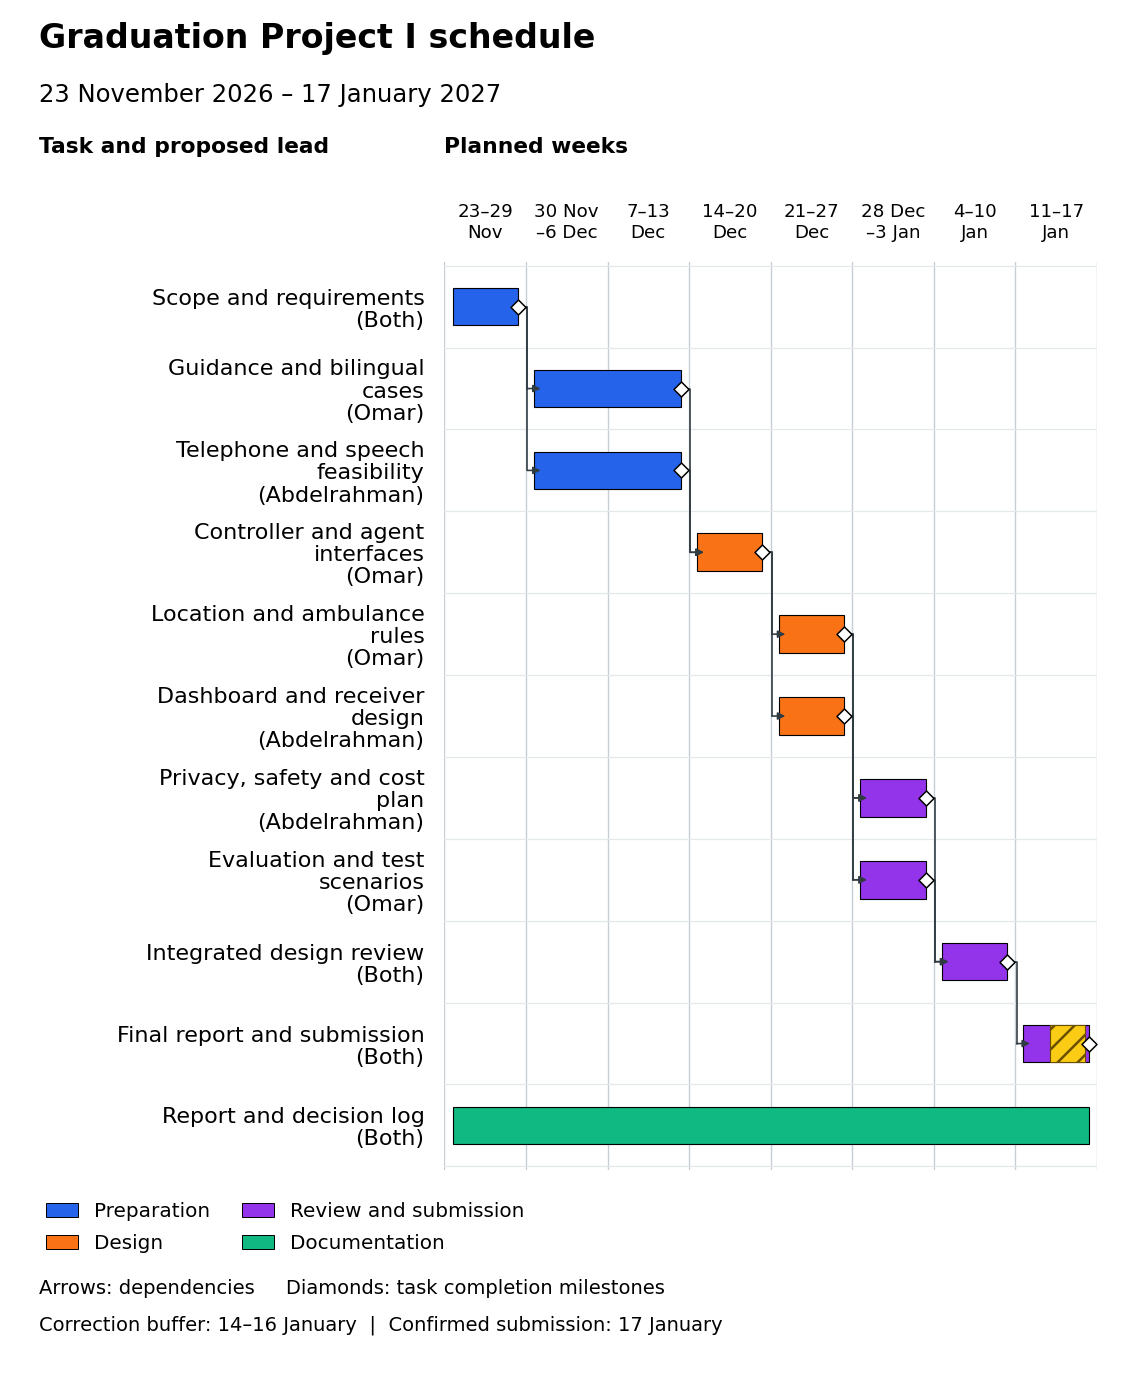 Graduation Project I schedule
23 November 2026 – 17 January 2027
Task and proposed lead
Planned weeks
23–29
Nov
30 Nov
–6 Dec
7–13
Dec
14–20
Dec
21–27
Dec
28 Dec
–3 Jan
4–10
Jan
11–17
Jan
Scope and requirements
(Both)
Guidance and bilingual
cases
(Omar)
Telephone and speech
feasibility
(Abdelrahman)
Controller and agent
interfaces
(Omar)
Location and ambulance
rules
(Omar)
Dashboard and receiver
design
(Abdelrahman)
Privacy, safety and cost
plan
(Abdelrahman)
Evaluation and test
scenarios
(Omar)
Integrated design review
(Both)
Final report and submission
(Both)
Report and decision log
(Both)
Preparation
Review and submission
Design
Documentation
Arrows: dependencies
Diamonds: task completion milestones
Correction buffer: 14–16 January | Confirmed submission: 17 January